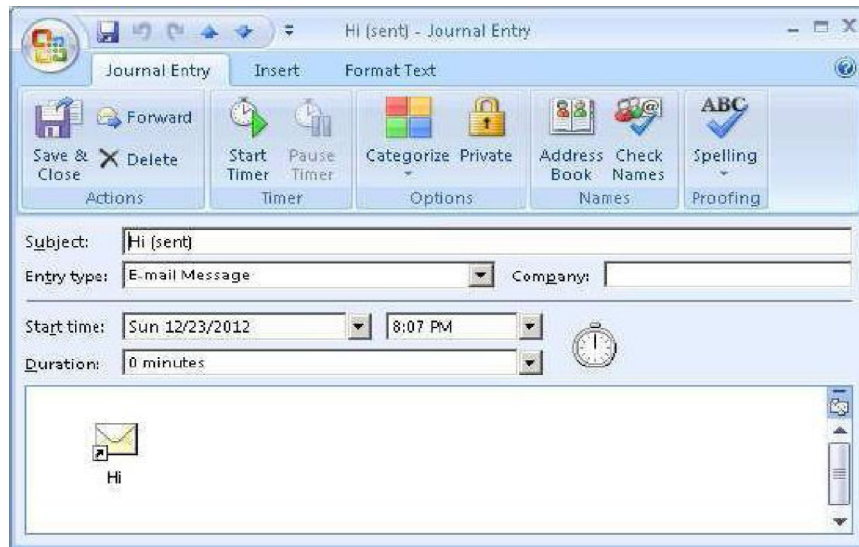 Hi (sent) - Journal Entry
Journal Entry Insert Format Text
Save & Close Forward Delete Start Timer Pause Timer Categorize Private Address Book Check Names ABC Spelling
Actions Timer Options Names Proofing
Subject: Hi (sent)
Entry type: E-mail Message Company:
Start time: Sun 12/23/2012 8:07 PM
Duration: 0 minutes
Hi